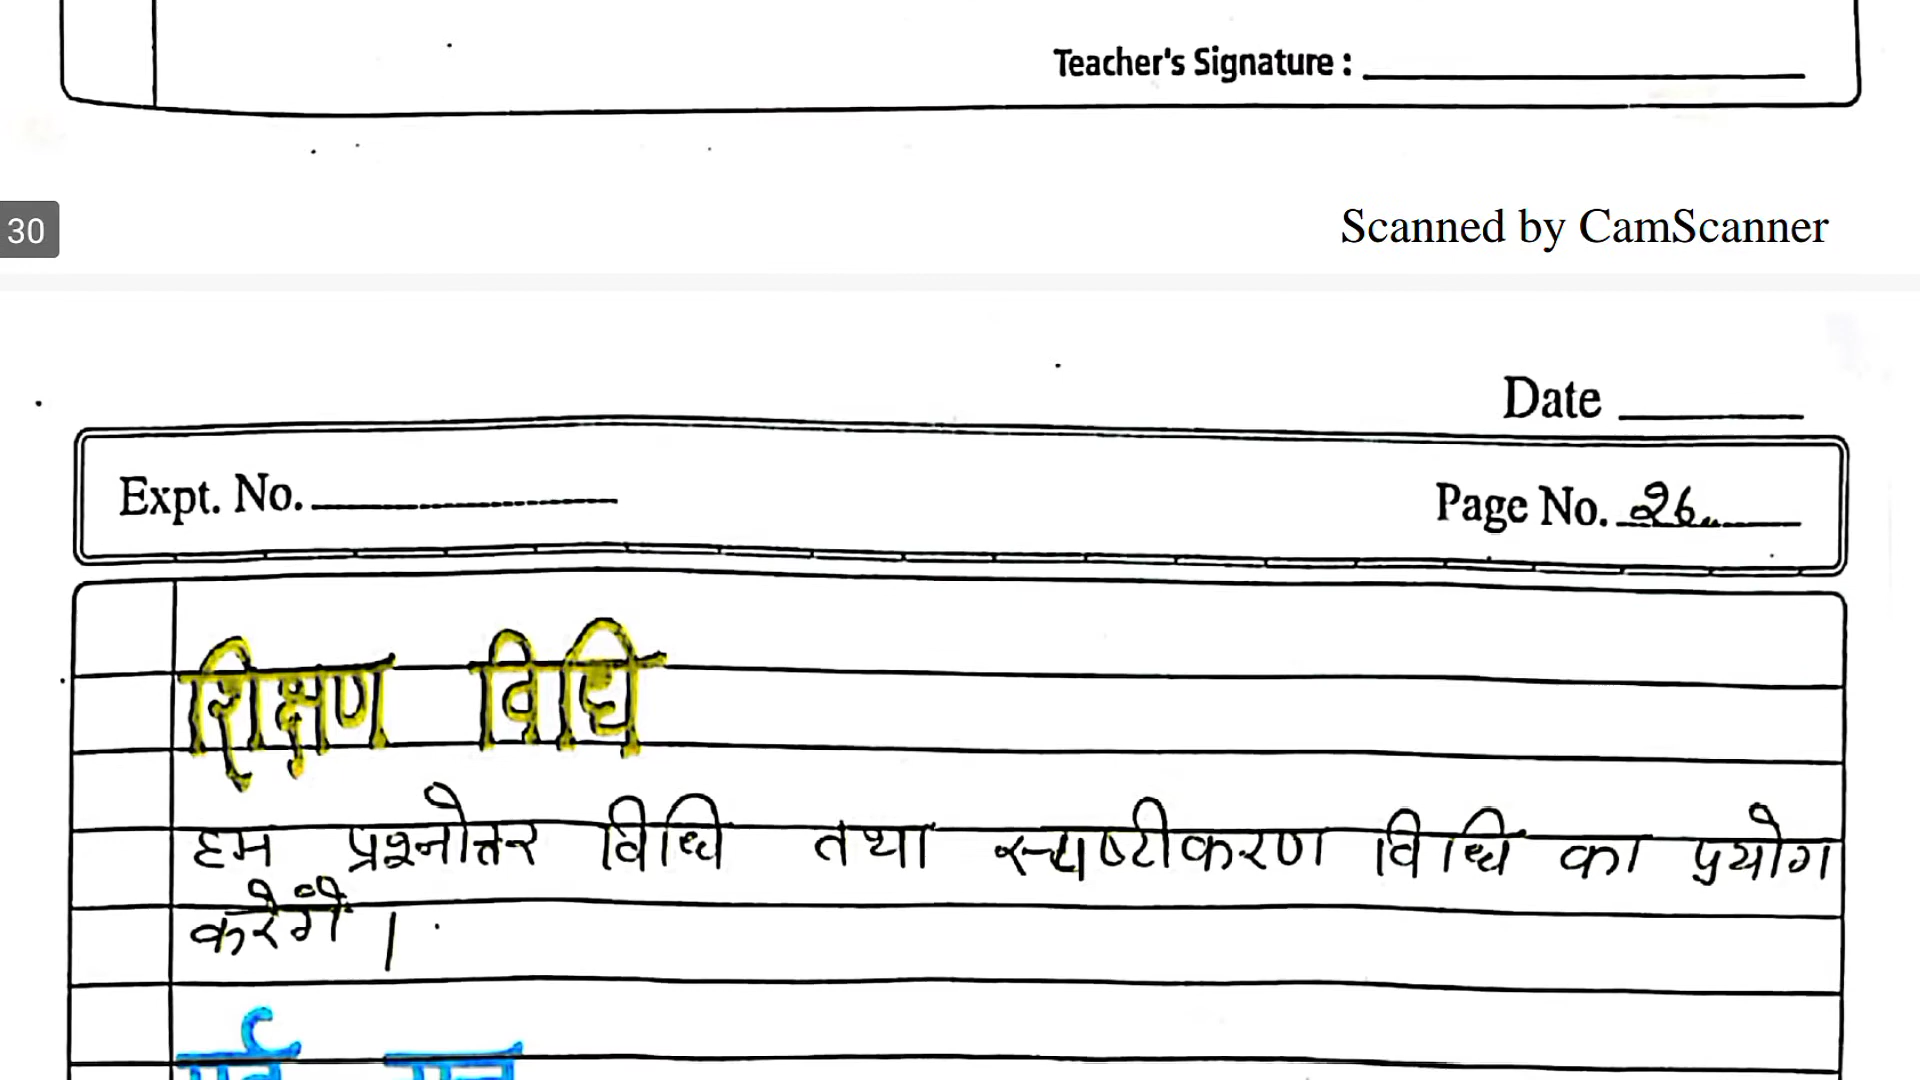 Teacher's Signature :
30
Scanned by CamScanner
Date
Expt. No.
Page No. 26
शिक्षण विधि
हम प्रश्नोत्तर विधि तथा स्पष्टीकरण विधि का प्रयोग
करेगें ।
पूर्व